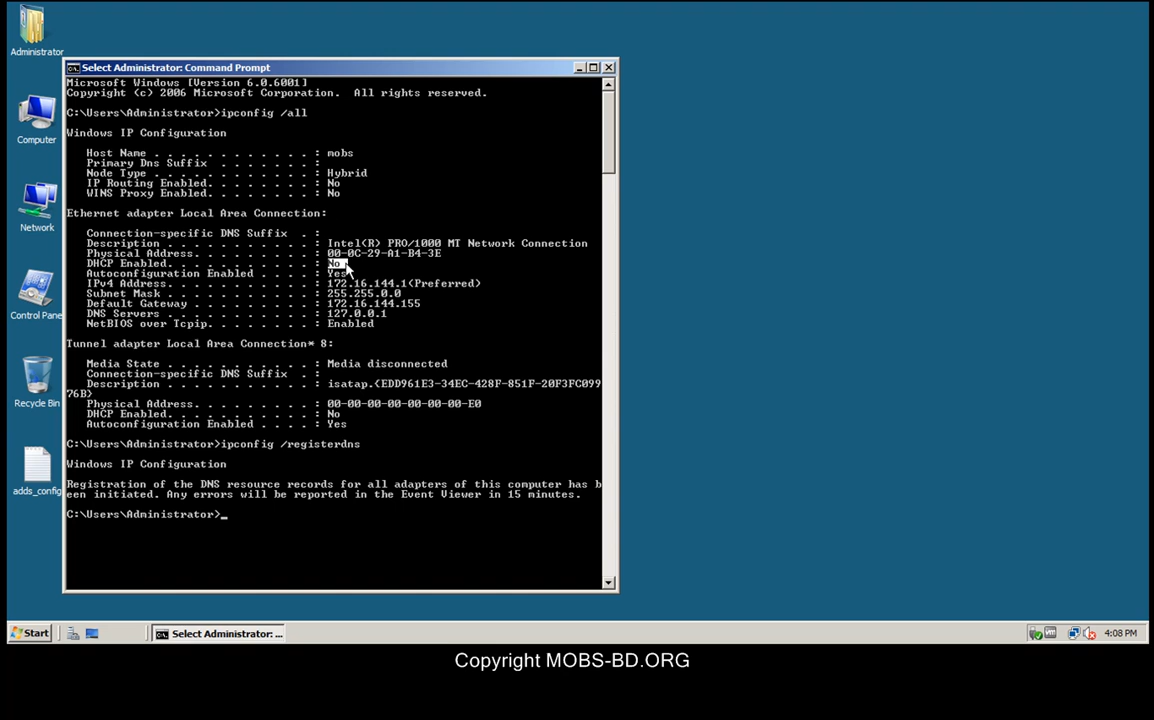 Administrator
Computer
Network
Control Pane
Recycle Bin
adds_config
Select Administrator: Command Prompt
Microsoft Windows [Version 6.0.6001]
Copyright (c) 2006 Microsoft Corporation.  All rights reserved.
C:\Users\Administrator>ipconfig /all
Windows IP Configuration
Host Name . . . . . . . . . . . . : mobs
Primary Dns Suffix  . . . . . . . :
Node Type . . . . . . . . . . . . : Hybrid
IP Routing Enabled. . . . . . . . : No
WINS Proxy Enabled. . . . . . . . : No
Ethernet adapter Local Area Connection:
Connection-specific DNS Suffix  . :
Description . . . . . . . . . . . : Intel(R) PRO/1000 MT Network Connection
Physical Address. . . . . . . . . : 00-0C-29-A1-B4-3E
DHCP Enabled. . . . . . . . . . . : No
Autoconfiguration Enabled . . . . : Yes
IPv4 Address. . . . . . . . . . . : 172.16.144.1(Preferred)
Subnet Mask . . . . . . . . . . . : 255.255.0.0
Default Gateway . . . . . . . . . : 172.16.144.155
DNS Servers . . . . . . . . . . . : 127.0.0.1
NetBIOS over Tcpip. . . . . . . . : Enabled
Tunnel adapter Local Area Connection* 8:
Media State . . . . . . . . . . . : Media disconnected
Connection-specific DNS Suffix  . :
Description . . . . . . . . . . . : isatap.{EDD961E3-34EC-428F-851F-20F3FC099
76B}
Physical Address. . . . . . . . . : 00-00-00-00-00-00-00-E0
DHCP Enabled. . . . . . . . . . . : No
Autoconfiguration Enabled . . . . : Yes
C:\Users\Administrator>ipconfig /registerdns
Windows IP Configuration
Registration of the DNS resource records for all adapters of this computer has b
een initiated. Any errors will be reported in the Event Viewer in 15 minutes.
C:\Users\Administrator>_
Start
Select Administrator: ...
4:08 PM
Copyright MOBS-BD.ORG